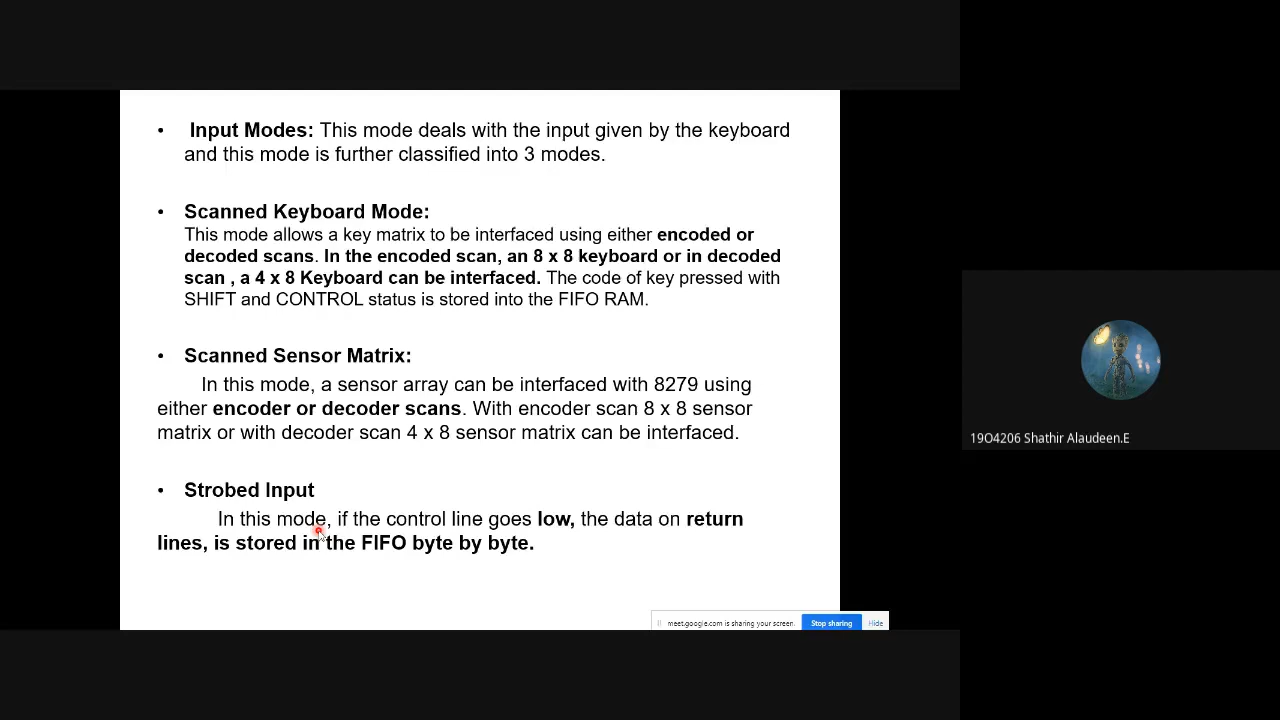 • Input Modes: This mode deals with the input given by the keyboard
and this mode is further classified into 3 modes.
• Scanned Keyboard Mode:
This mode allows a key matrix to be interfaced using either encoded or
decoded scans. In the encoded scan, an 8 x 8 keyboard or in decoded
scan , a 4 x 8 Keyboard can be interfaced. The code of key pressed with
SHIFT and CONTROL status is stored into the FIFO RAM.
• Scanned Sensor Matrix:
In this mode, a sensor array can be interfaced with 8279 using
either encoder or decoder scans. With encoder scan 8 x 8 sensor
matrix or with decoder scan 4 x 8 sensor matrix can be interfaced.
• Strobed Input
In this mode, if the control line goes low, the data on return
lines, is stored in the FIFO byte by byte.
meet.google.com is sharing your screen. Stop sharing Hide
19O4206 Shathir Alaudeen.E